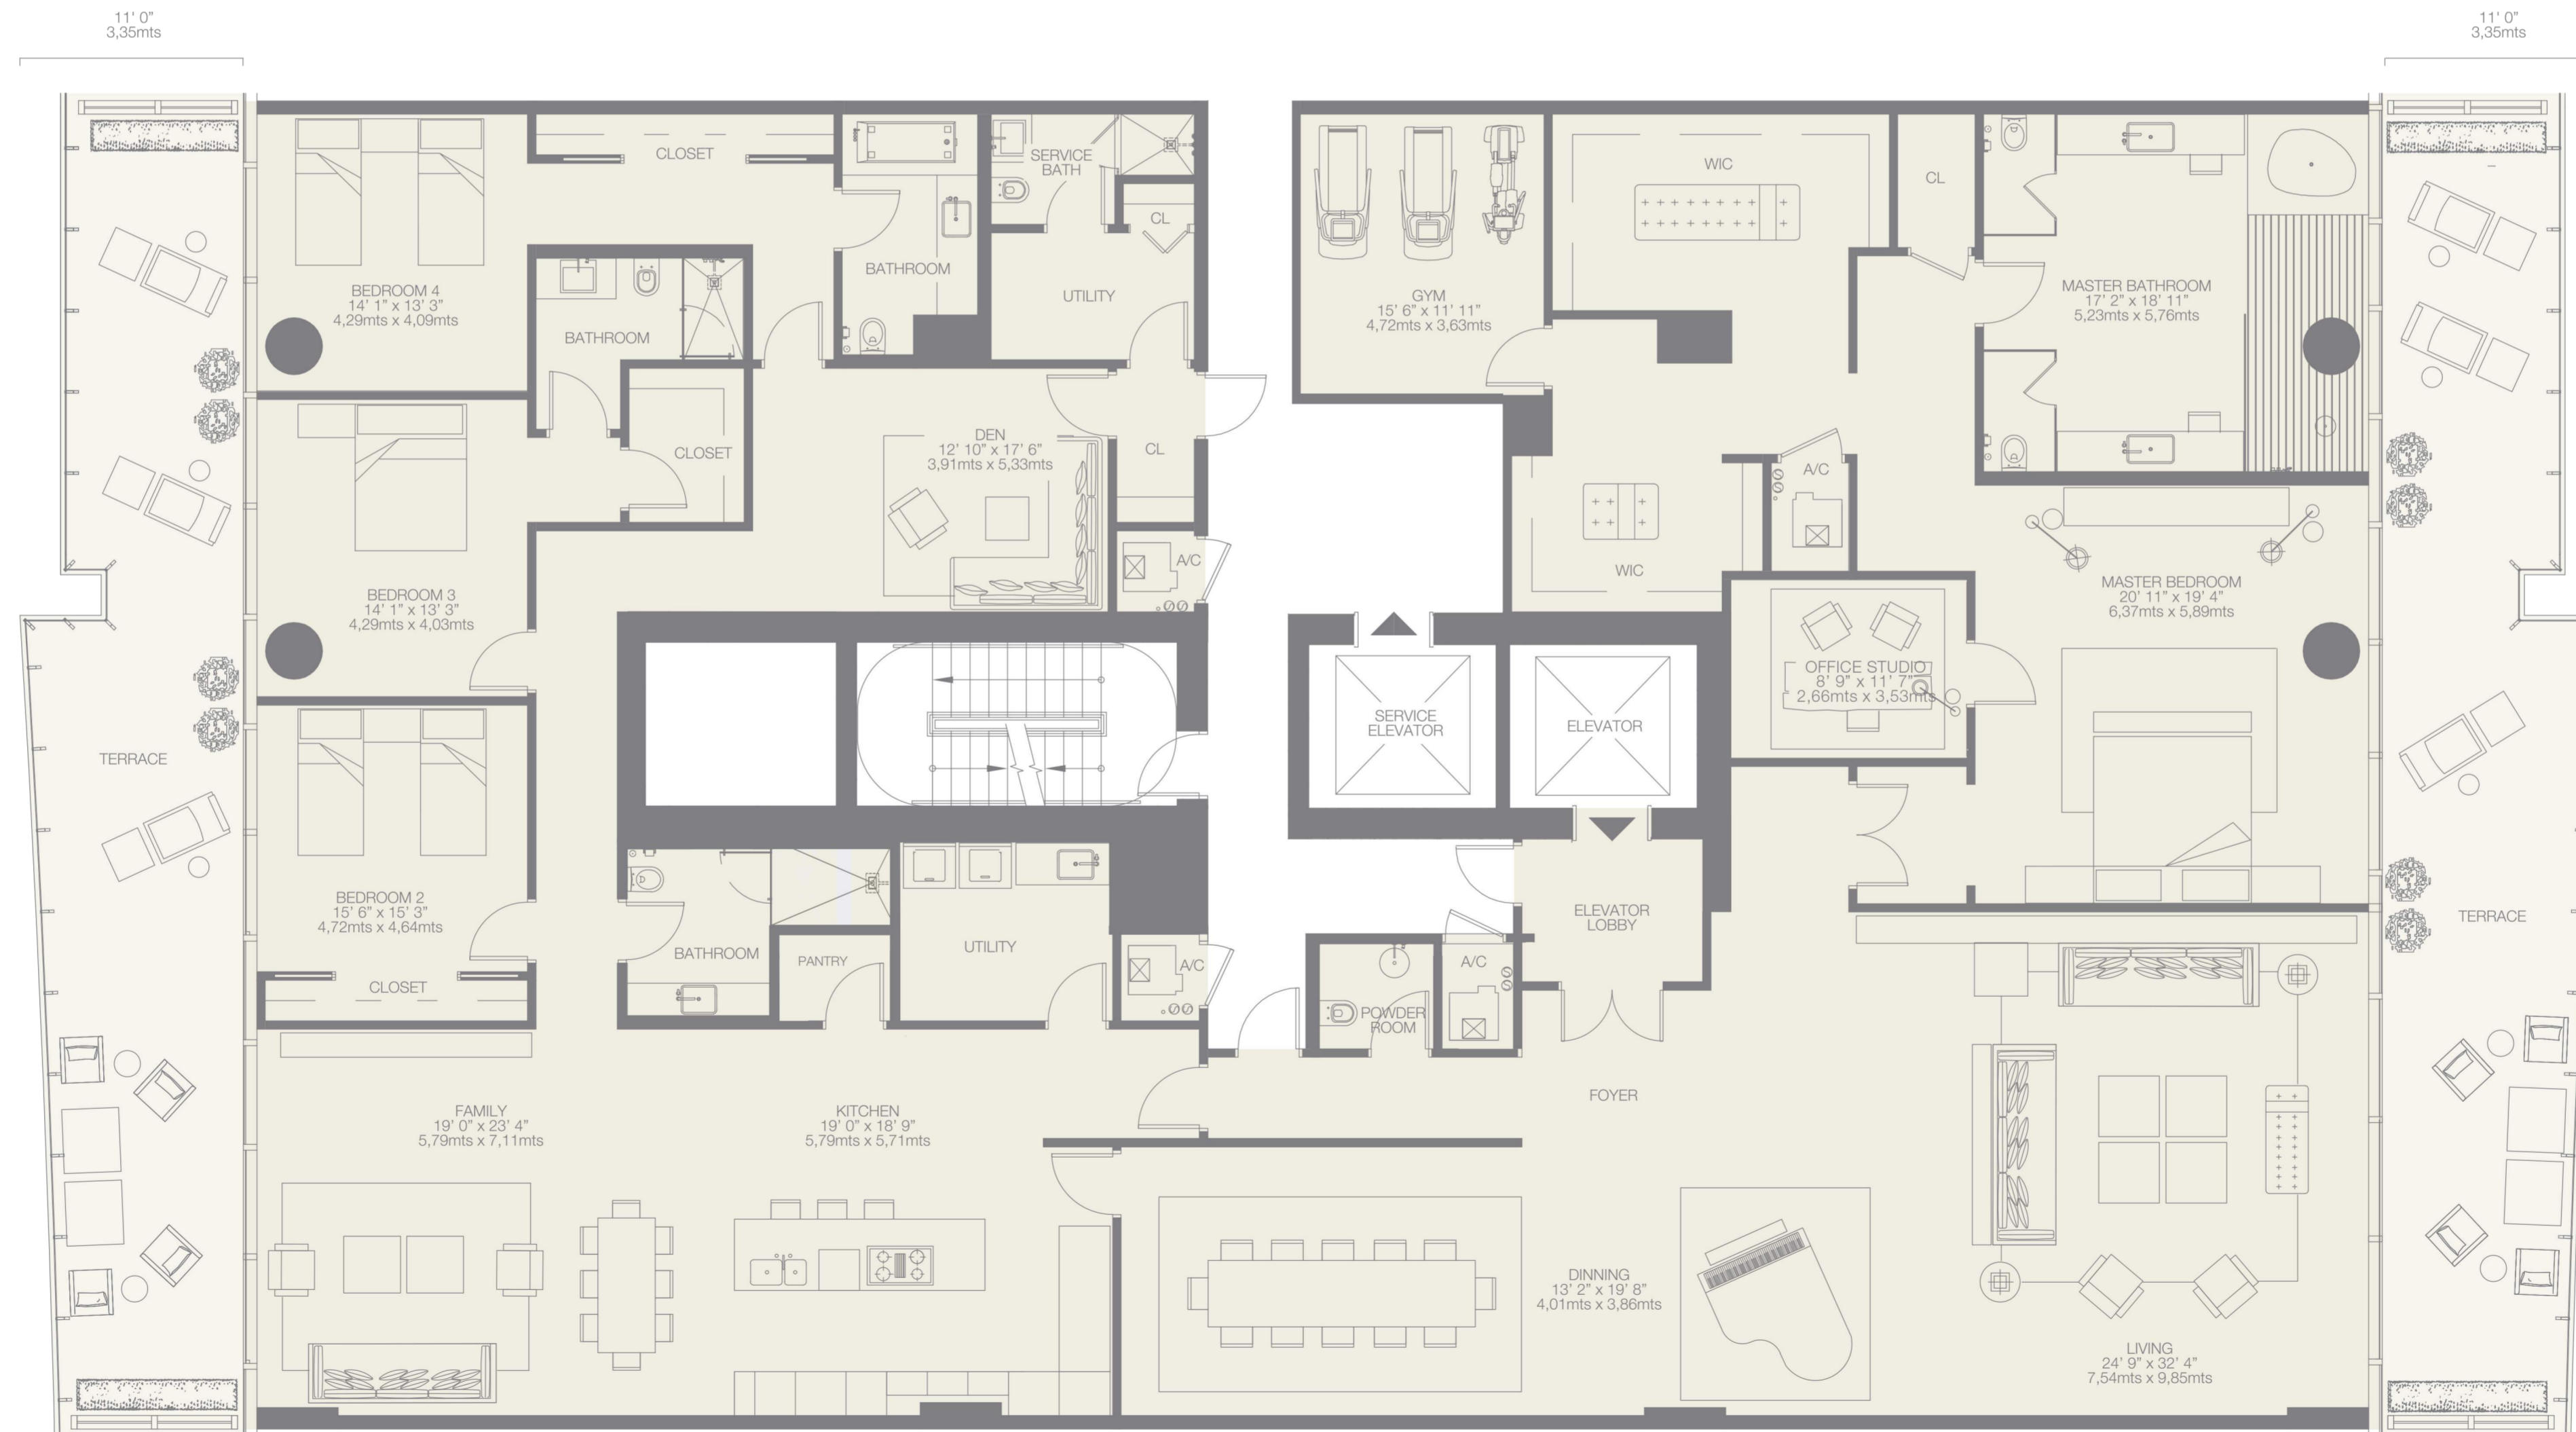 11' 0"
3,35mts
11' 0"
3,35mts
CLOSET
SERVICE
BATH
WIC
CL
CL
BEDROOM 4
14' 1" x 13' 3"
4,29mts x 4,09mts
BATHROOM
UTILITY
GYM
15' 6" x 11' 11"
4,72mts x 3,63mts
MASTER BATHROOM
17' 2" x 18' 11"
5,23mts x 5,76mts
BATHROOM
CLOSET
DEN
12' 10" x 17' 6"
3,91mts x 5,33mts
CL
A/C
A/C
WIC
BEDROOM 3
14' 1" x 13' 3"
4,29mts x 4,03mts
MASTER BEDROOM
20' 11" x 19' 4"
6,37mts x 5,89mts
OFFICE STUDIO
8' 9" x 11' 7"
2,66mts x 3,53mts
SERVICE
ELEVATOR
ELEVATOR
TERRACE
BEDROOM 2
15' 6" x 15' 3"
4,72mts x 4,64mts
ELEVATOR
LOBBY
TERRACE
BATHROOM
PANTRY
UTILITY
A/C
A/C
CLOSET
POWDER
ROOM
FOYER
FAMILY
19' 0" x 23' 4"
5,79mts x 7,11mts
KITCHEN
19' 0" x 18' 9"
5,79mts x 5,71mts
DINNING
13' 2" x 19' 8"
4,01mts x 3,86mts
LIVING
24' 9" x 32' 4"
7,54mts x 9,85mts